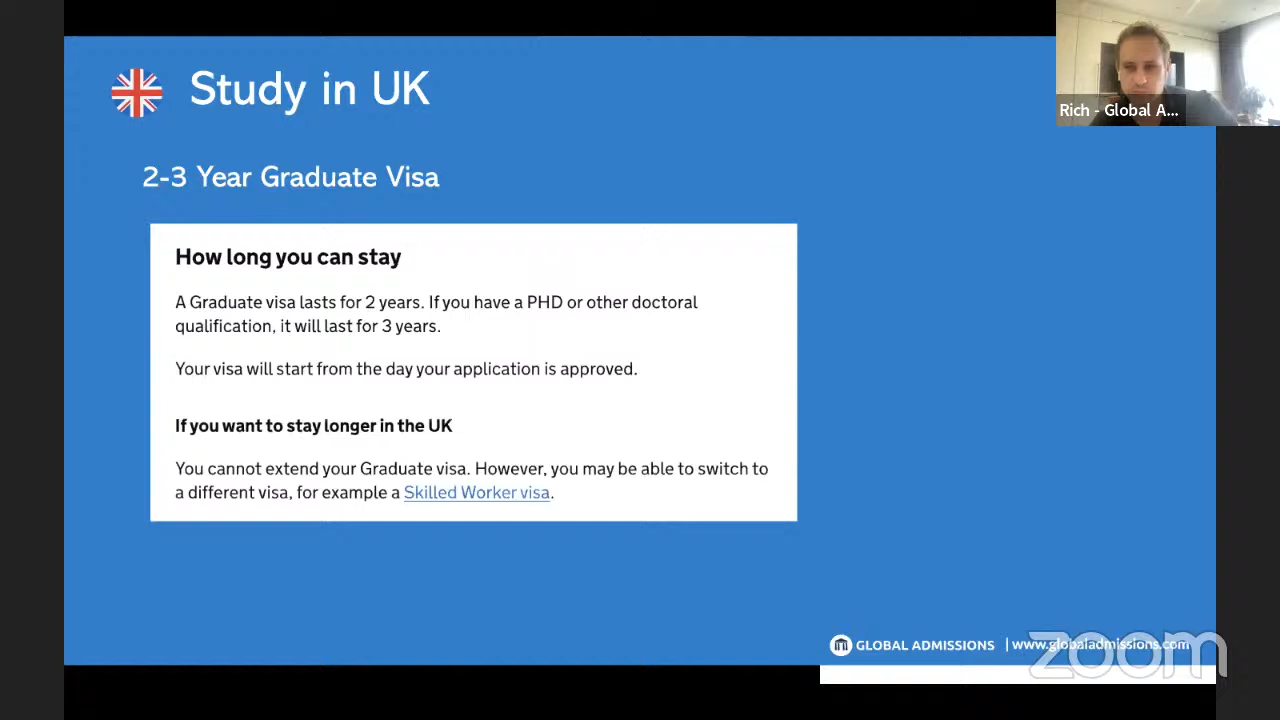 Study in UK
Rich - Global A...
2-3 Year Graduate Visa
How long you can stay
A Graduate visa lasts for 2 years. If you have a PHD or other doctoral
qualification, it will last for 3 years.
Your visa will start from the day your application is approved.
If you want to stay longer in the UK
You cannot extend your Graduate visa. However, you may be able to switch to
a different visa, for example a Skilled Worker visa.
GLOBAL ADMISSIONS | www.globaladmissions.com
zoom